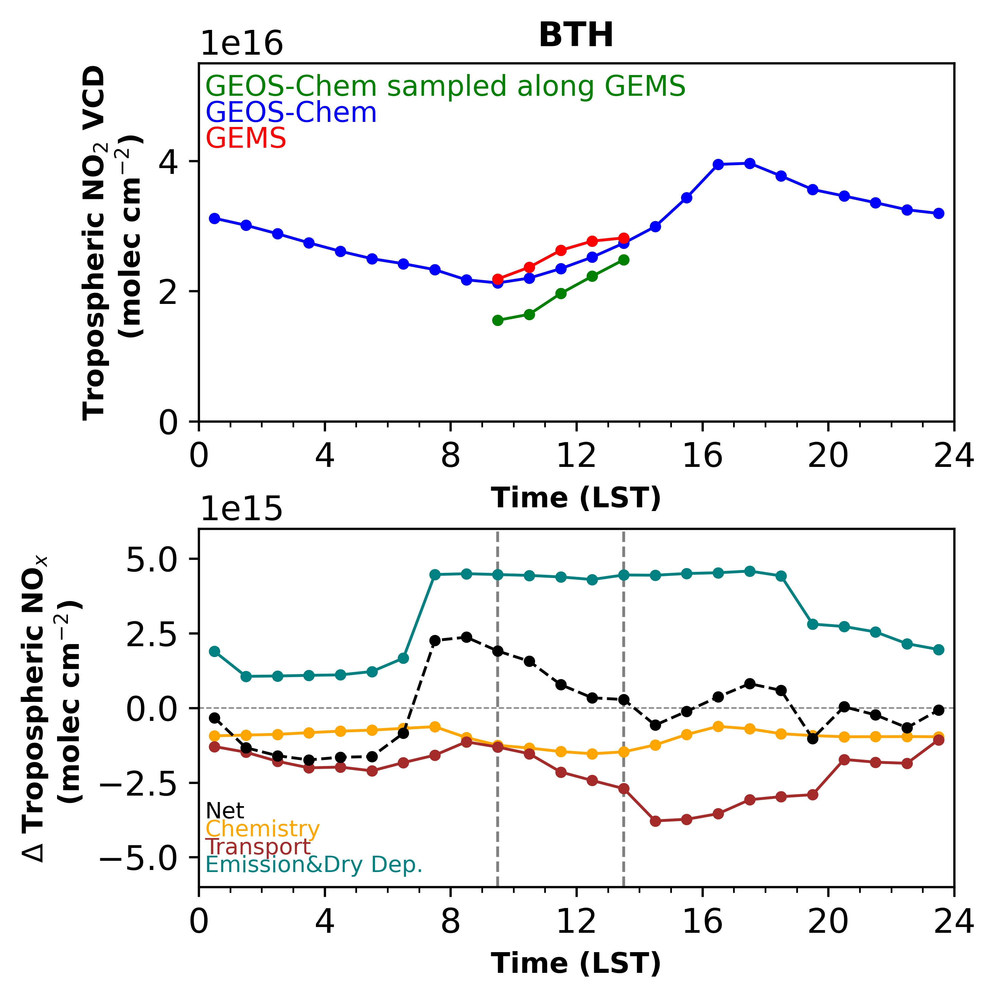 BTH
1e16
GEOS-Chem sampled along GEMS
GEOS-Chem
GEMS
Tropospheric NO₂ VCD
(molec cm⁻²)
4
2
0
0 4 8 12 16 20 24
Time (LST)
1e15
Δ Tropospheric NOₓ
(molec cm⁻²)
5.0
2.5
0.0
−2.5
−5.0
Net
Chemistry
Transport
Emission&Dry Dep.
0 4 8 12 16 20 24
Time (LST)